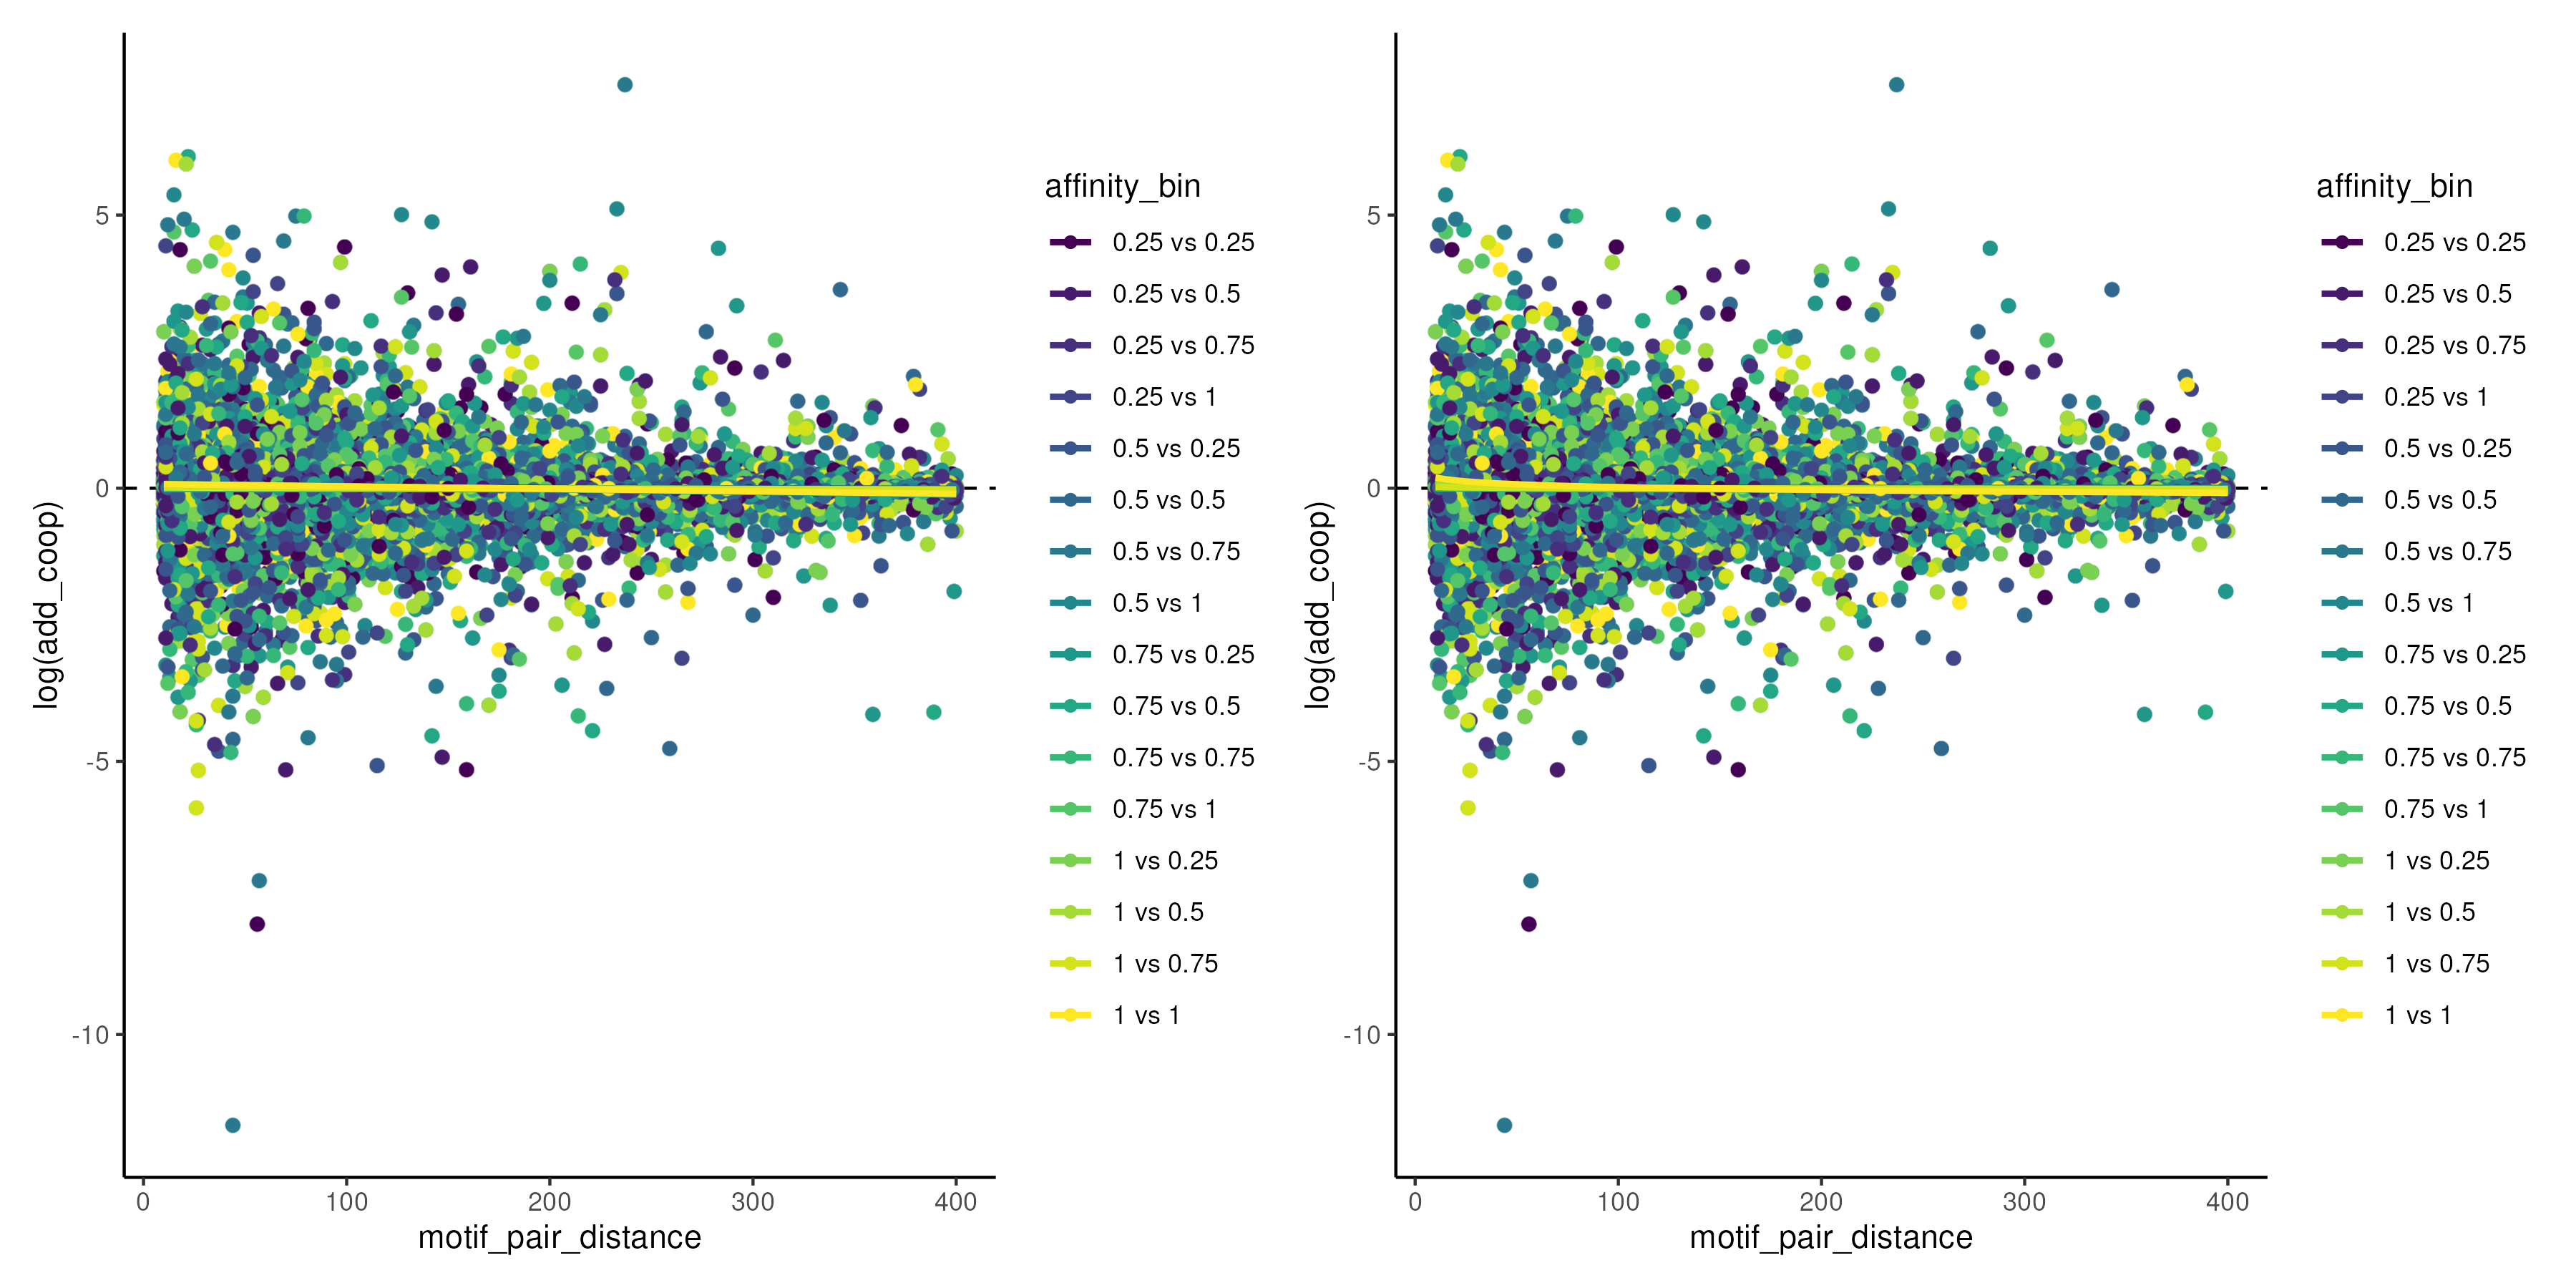 log(add_coop)
5
0
-5
-10
0 100 200 300 400
motif_pair_distance
affinity_bin
0.25 vs 0.25
0.25 vs 0.5
0.25 vs 0.75
0.25 vs 1
0.5 vs 0.25
0.5 vs 0.5
0.5 vs 0.75
0.5 vs 1
0.75 vs 0.25
0.75 vs 0.5
0.75 vs 0.75
0.75 vs 1
1 vs 0.25
1 vs 0.5
1 vs 0.75
1 vs 1
log(add_coop)
5
0
-5
-10
0 100 200 300 400
motif_pair_distance
affinity_bin
0.25 vs 0.25
0.25 vs 0.5
0.25 vs 0.75
0.25 vs 1
0.5 vs 0.25
0.5 vs 0.5
0.5 vs 0.75
0.5 vs 1
0.75 vs 0.25
0.75 vs 0.5
0.75 vs 0.75
0.75 vs 1
1 vs 0.25
1 vs 0.5
1 vs 0.75
1 vs 1